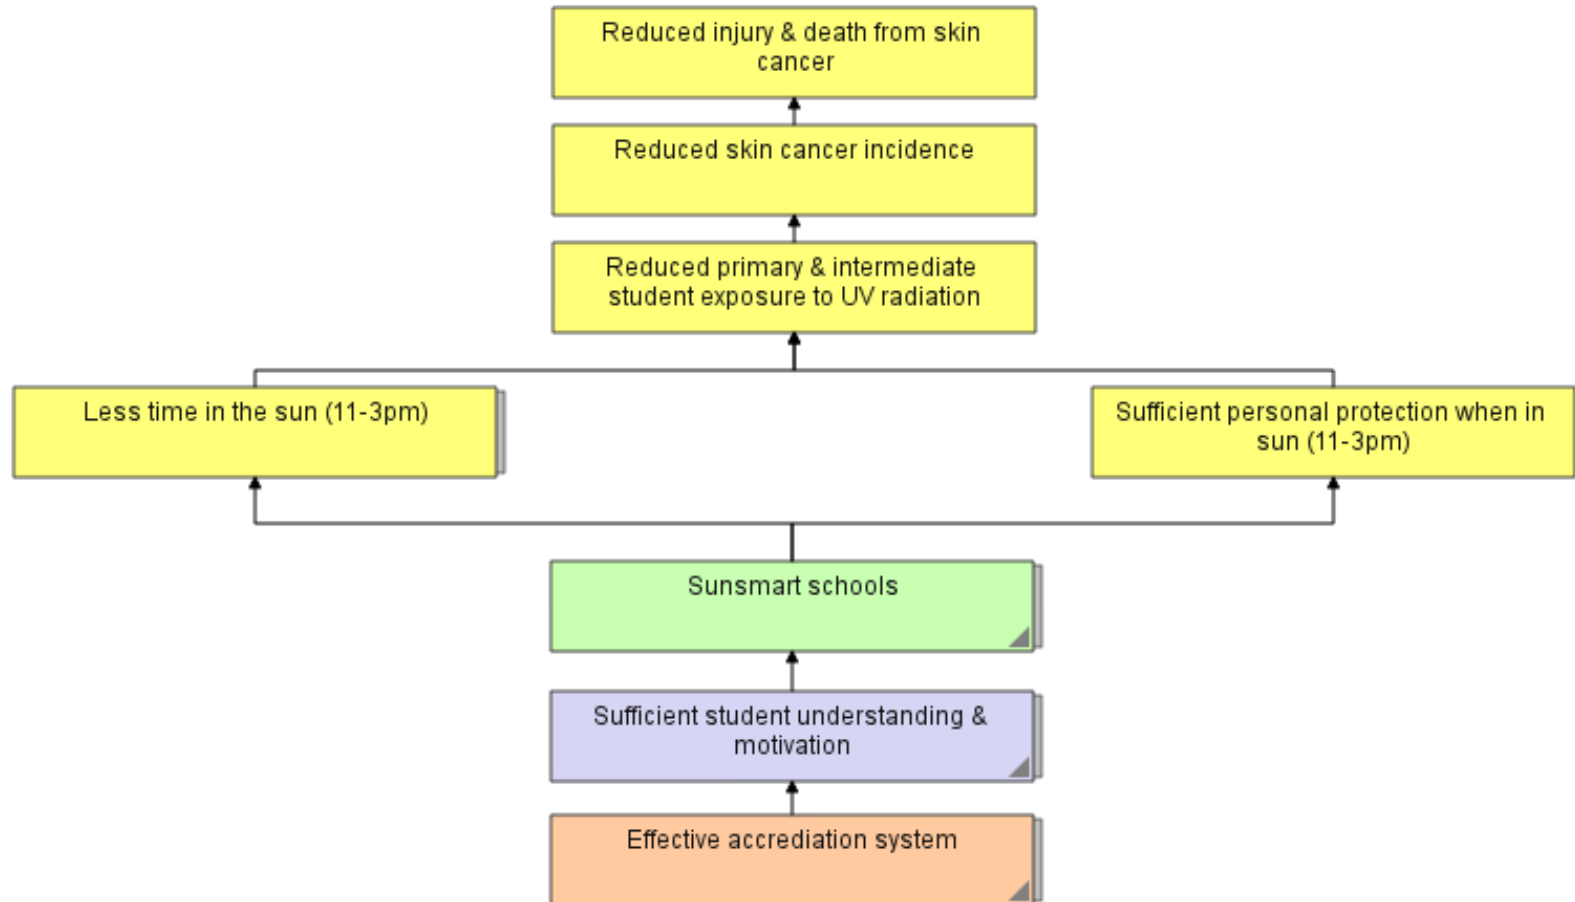 Reduced injury & death from skin
cancer
Reduced skin cancer incidence
Reduced primary & intermediate
student exposure to UV radiation
Less time in the sun (11-3pm)
Sufficient personal protection when in
sun (11-3pm)
Sunsmart schools
Sufficient student understanding &
motivation
Effective accrediation system